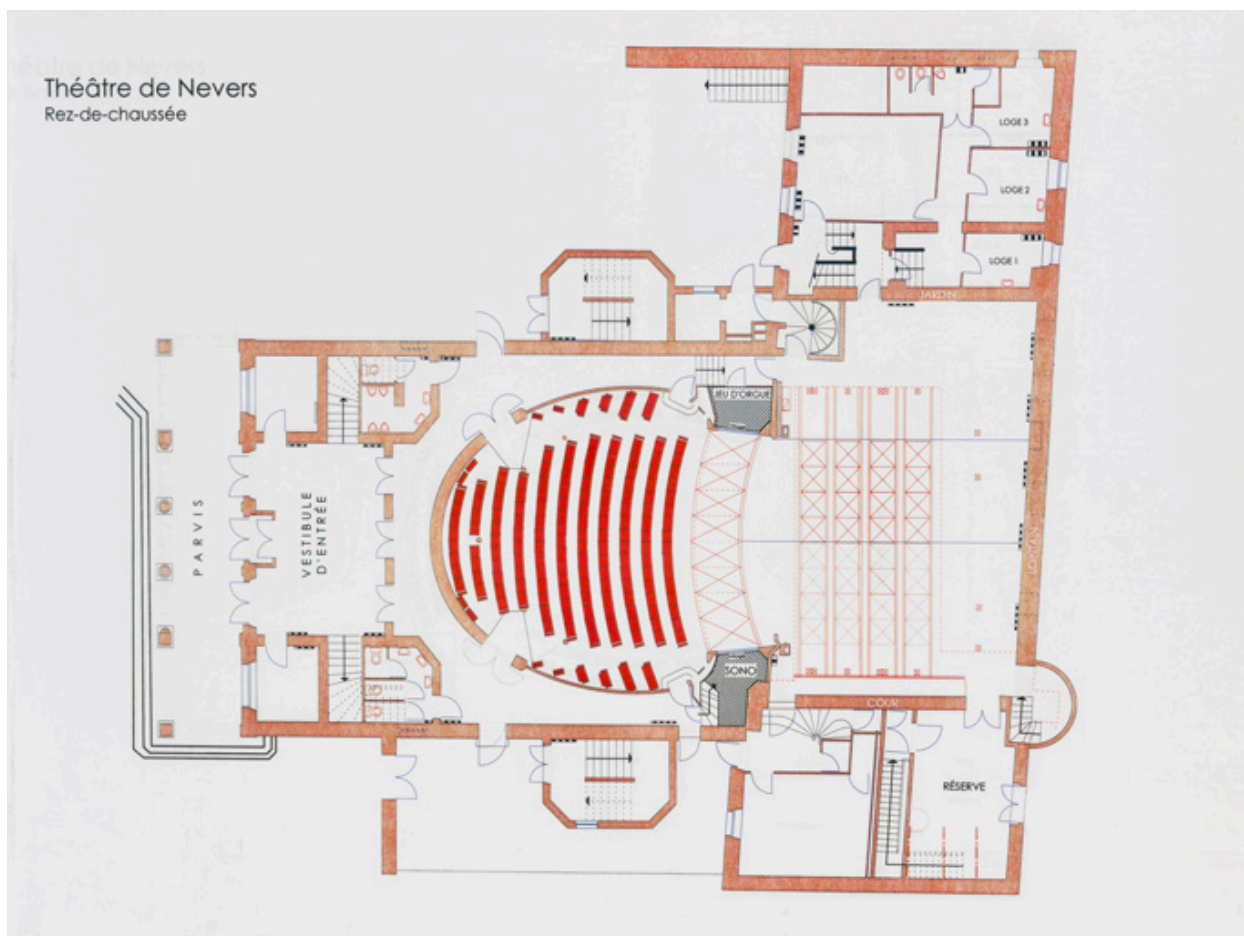 Théâtre de Nevers
Rez-de-chaussée
LOGE 3
LOGE 2
LOGE 1
JARDIN
JEU D'ORGUE
PARVIS
VESTIBULE
D'ENTRÉE
LOINTAIN
SONO
COUR
RÉSERVE